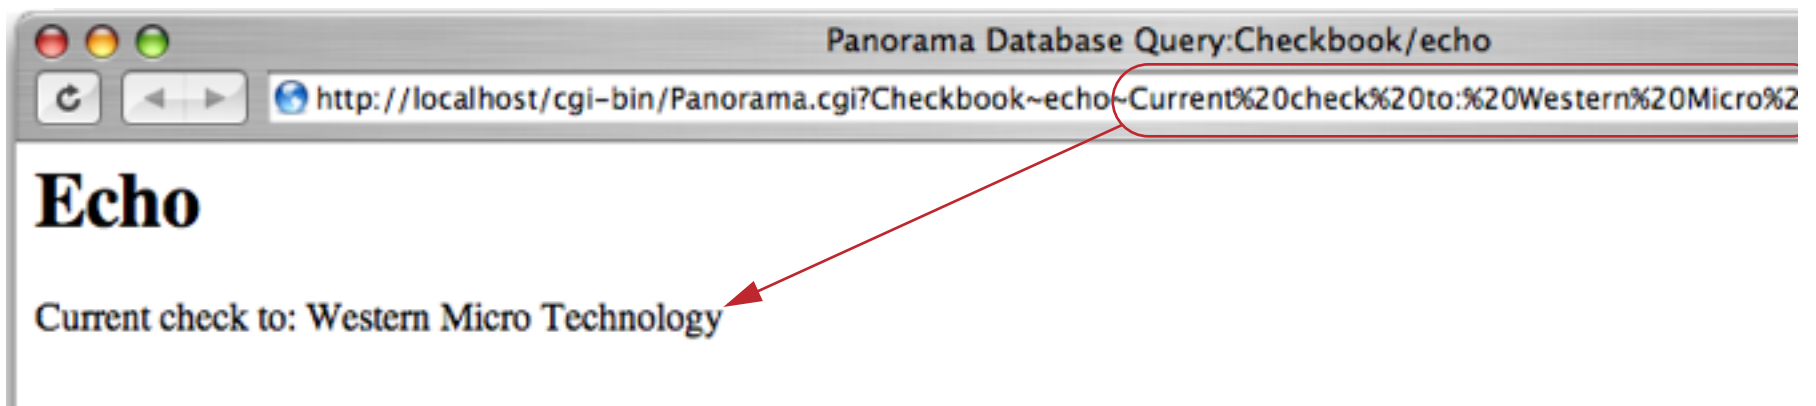 Panorama Database Query:Checkbook/echo
http://localhost/cgi-bin/Panorama.cgi?Checkbook~echo~Current%20check%20to:%20Western%20Micro%2
Echo
Current check to: Western Micro Technology